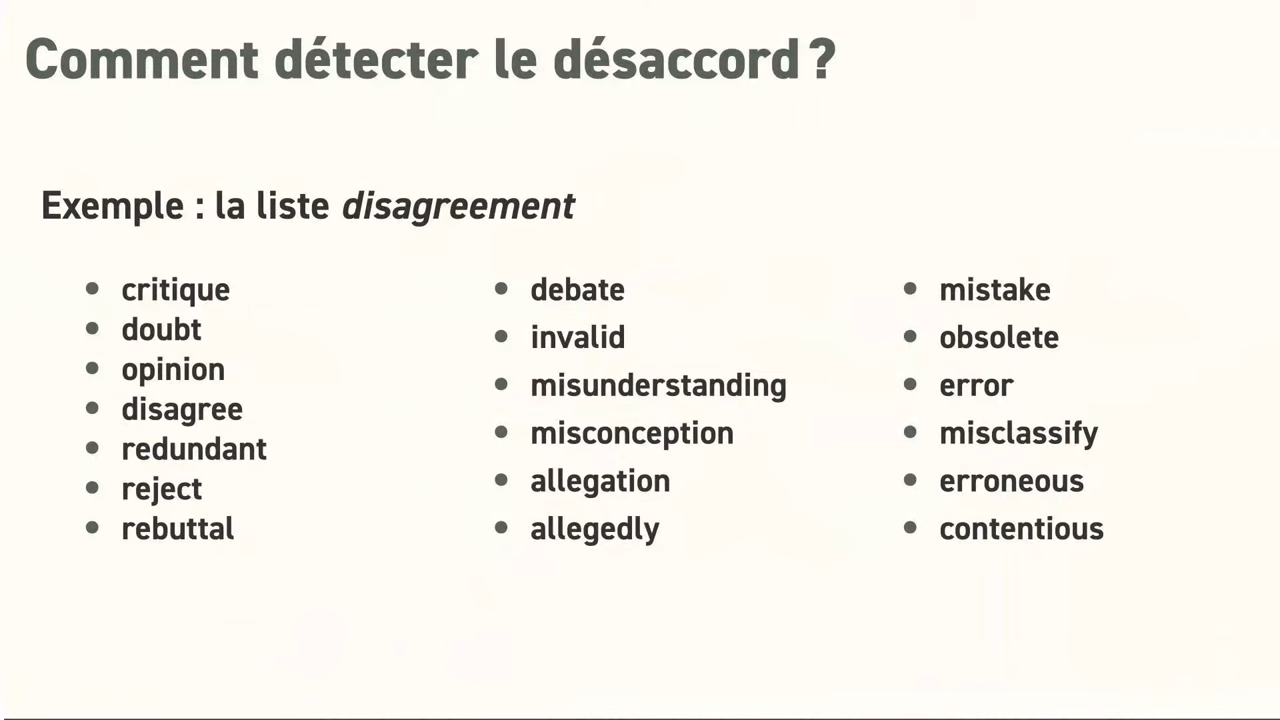 Comment détecter le désaccord ?
Exemple : la liste disagreement
• critique
• doubt
• opinion
• disagree
• redundant
• reject
• rebuttal
• debate
• invalid
• misunderstanding
• misconception
• allegation
• allegedly
• mistake
• obsolete
• error
• misclassify
• erroneous
• contentious